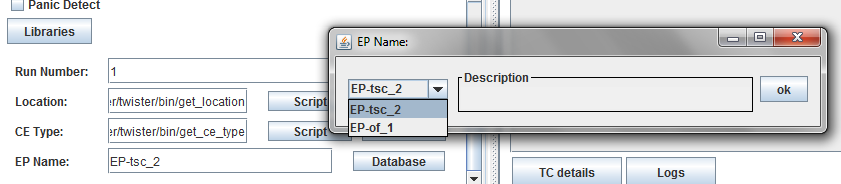 Panic Detect
Libraries
Run Number: 1
Location: er/twister/bin/get_location Script
CE Type: er/twister/bin/get_ce_type Script
EP Name: EP-tsc_2 Database
EP Name:
EP-tsc_2 Description ok
EP-tsc_2
EP-of_1
TC details Logs